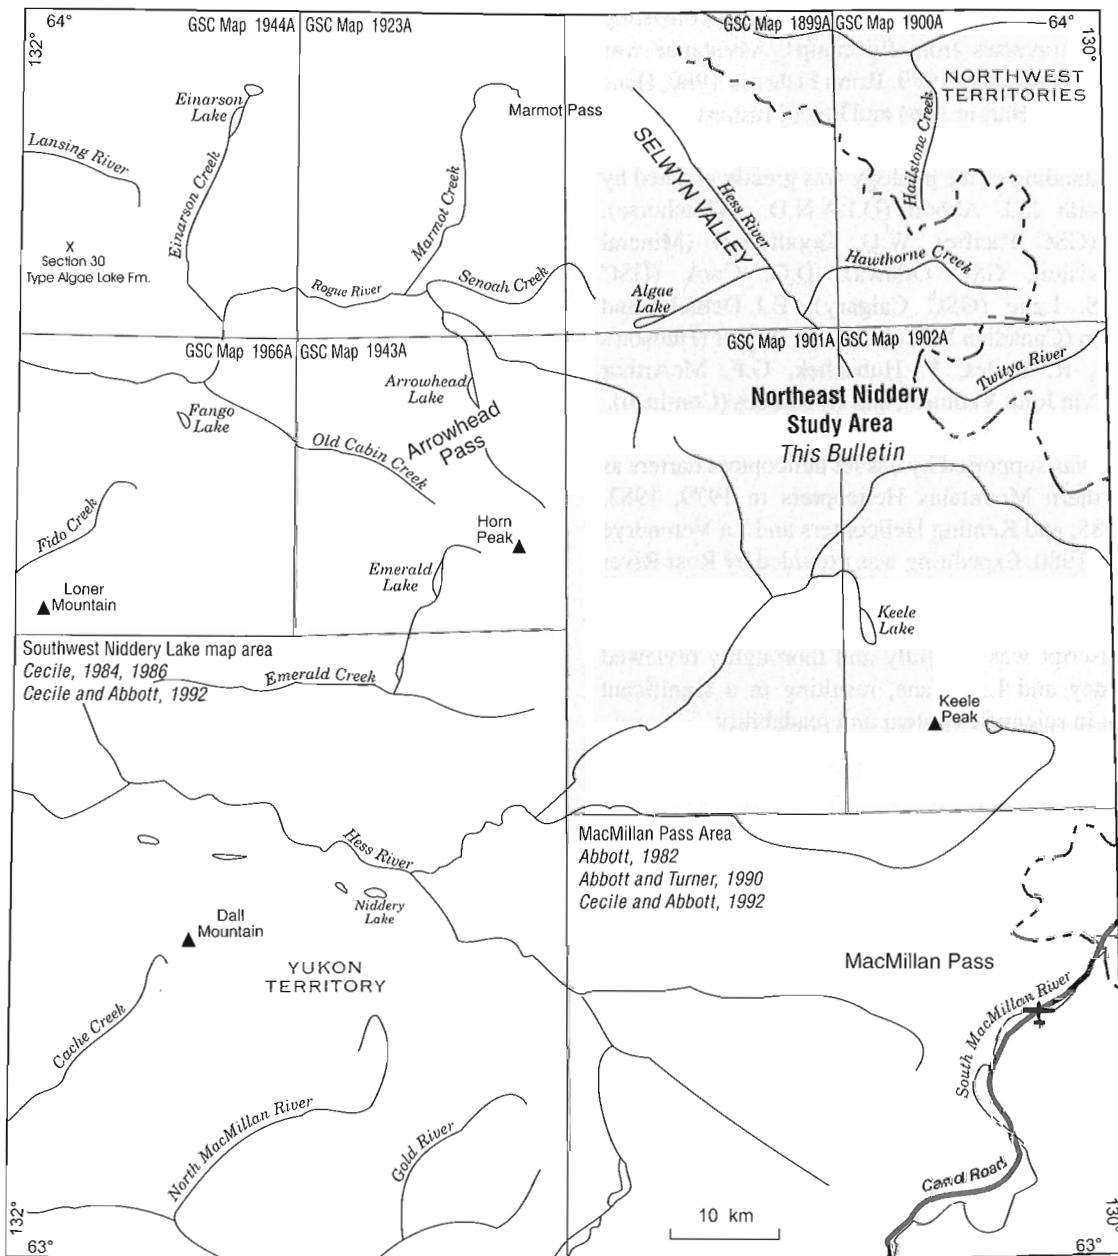 64°
GSC Map 1944A
GSC Map 1923A
GSC Map 1899A
GSC Map 1900A
64°
132°
130°
NORTHWEST
TERRITORIES
Einarson
Lake
Marmot Pass
Lansing River
Einarson Creek
Marmot Creek
SELWYN VALLEY
Hess River
Hailstone Creek
X
Section 30
Type Algae Lake Fm.
Rogue River
Senoah Creek
Algae
Lake
Hawthorne Creek
GSC Map 1966A
GSC Map 1943A
GSC Map 1901A
GSC Map 1902A
Twitya River
Fango
Lake
Arrowhead
Lake
Arrowhead
Pass
Old Cabin Creek
Northeast Niddery
Study Area
This Bulletin
Fido Creek
Horn
Peak
Emerald
Lake
Loner
Mountain
Keele
Lake
Southwest Niddery Lake map area
Cecile, 1984, 1986
Cecile and Abbott, 1992
Emerald Creek
Keele
Peak
Hess River
MacMillan Pass Area
Abbott, 1982
Abbott and Turner, 1990
Cecile and Abbott, 1992
Niddery
Lake
Dall
Mountain
YUKON
TERRITORY
MacMillan Pass
Cache Creek
South MacMillan River
North MacMillan River
Gold River
Canol Road
10 km
132°
63°
130°
63°